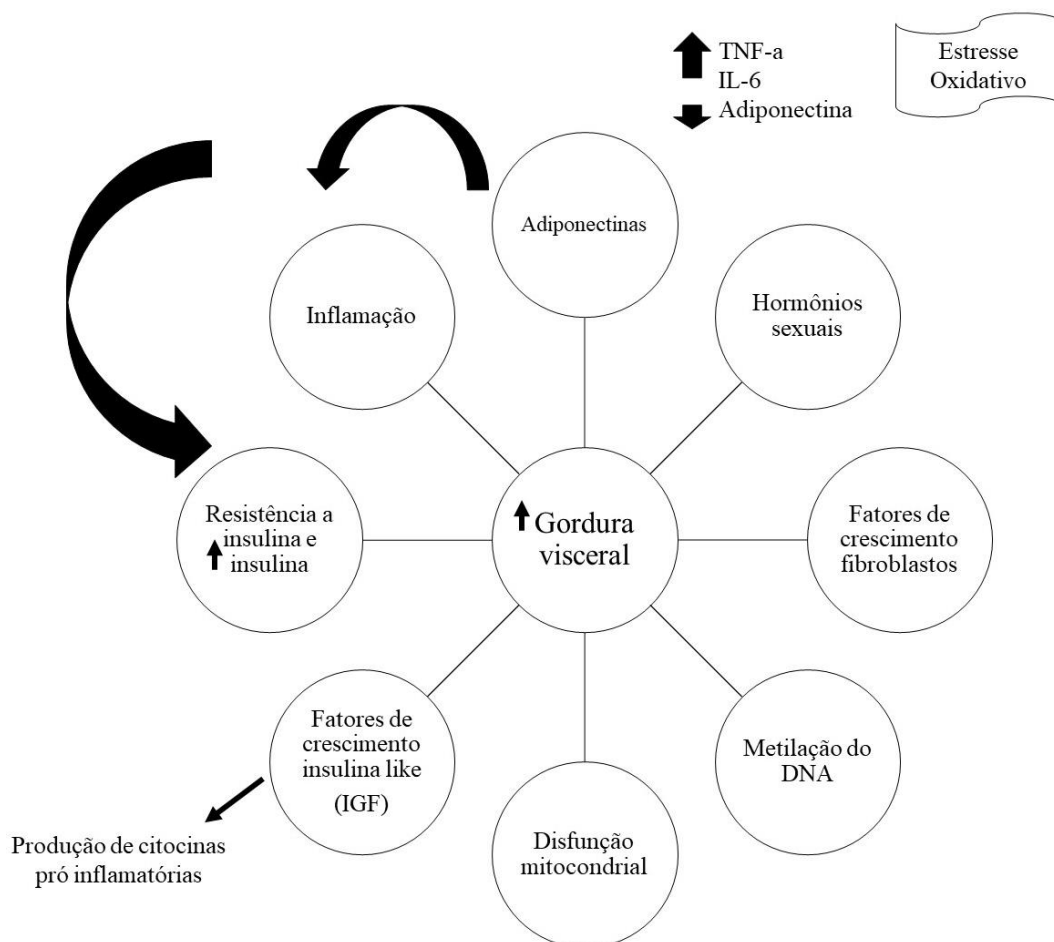 TNF-a
IL-6
Adiponectina
Estresse
Oxidativo
Adiponectinas
Inflamação
Hormônios
sexuais
Resistência a
insulina e
insulina
Gordura
visceral
Fatores de
crescimento
fibroblastos
Fatores de
crescimento
insulina like
(IGF)
Metilação do
DNA
Disfunção
mitocondrial
Produção de citocinas
pró inflamatórias